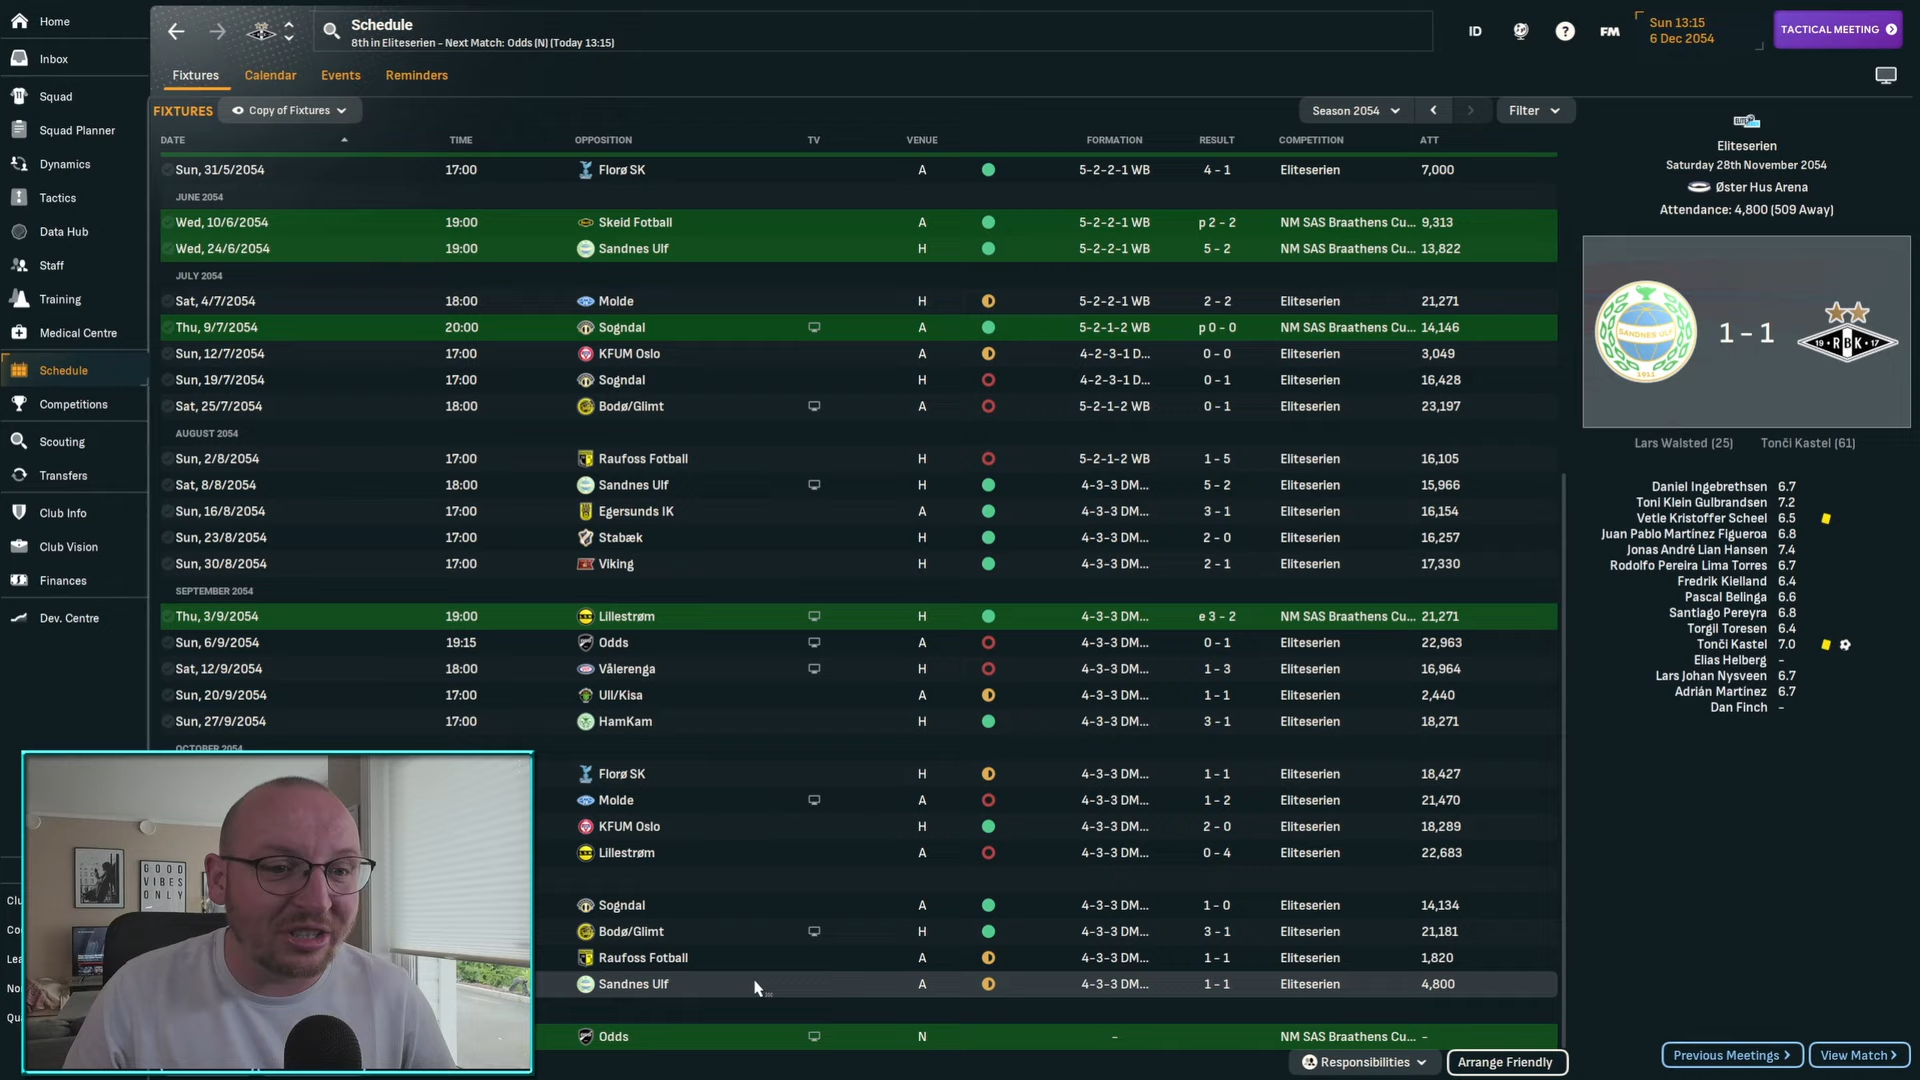 Home
Inbox
Squad
Squad Planner
Dynamics
Tactics
Data Hub
Staff
Training
Medical Centre
Schedule
Competitions
Scouting
Transfers
Club Info
Club Vision
Finances
Dev. Centre
Schedule
8th in Eliteserien - Next Match: Odds (N) (Today 13:15)
ID
FM
Sun 13:15
6 Dec 2054
TACTICAL MEETING
Fixtures Calendar Events Reminders
FIXTURES Copy of Fixtures Season 2054 Filter
DATE TIME OPPOSITION TV VENUE FORMATION RESULT COMPETITION ATT
Sun, 31/5/2054 17:00 Florø SK A 5-2-2-1 WB 4 - 1 Eliteserien 7,000
JUNE 2054
Wed, 10/6/2054 19:00 Skeid Fotball A 5-2-2-1 WB p 2 - 2 NM SAS Braathens Cu... 9,313
Wed, 24/6/2054 19:00 Sandnes Ulf H 5-2-2-1 WB 5 - 2 NM SAS Braathens Cu... 13,822
JULY 2054
Sat, 4/7/2054 18:00 Molde H 5-2-2-1 WB 2 - 2 Eliteserien 21,271
Thu, 9/7/2054 20:00 Sogndal A 5-2-1-2 WB p 0 - 0 NM SAS Braathens Cu... 14,146
Sun, 12/7/2054 17:00 KFUM Oslo A 4-2-3-1 D... 0 - 0 Eliteserien 3,049
Sun, 19/7/2054 17:00 Sogndal H 4-2-3-1 D... 0 - 1 Eliteserien 16,428
Sat, 25/7/2054 18:00 Bodø/Glimt A 5-2-1-2 WB 0 - 1 Eliteserien 23,197
AUGUST 2054
Sun, 2/8/2054 17:00 Raufoss Fotball H 5-2-1-2 WB 1 - 5 Eliteserien 16,105
Sat, 8/8/2054 18:00 Sandnes Ulf H 4-3-3 DM... 5 - 2 Eliteserien 15,966
Sun, 16/8/2054 17:00 Egersunds IK A 4-3-3 DM... 3 - 1 Eliteserien 16,154
Sun, 23/8/2054 17:00 Stabæk H 4-3-3 DM... 2 - 0 Eliteserien 16,257
Sun, 30/8/2054 17:00 Viking H 4-3-3 DM... 2 - 1 Eliteserien 17,330
SEPTEMBER 2054
Thu, 3/9/2054 19:00 Lillestrøm H 4-3-3 DM... e 3 - 2 NM SAS Braathens Cu... 21,271
Sun, 6/9/2054 19:15 Odds A 4-3-3 DM... 0 - 1 Eliteserien 22,963
Sat, 12/9/2054 18:00 Vålerenga H 4-3-3 DM... 1 - 3 Eliteserien 16,964
Sun, 20/9/2054 17:00 Ull/Kisa A 4-3-3 DM... 1 - 1 Eliteserien 2,440
Sun, 27/9/2054 17:00 HamKam H 4-3-3 DM... 3 - 1 Eliteserien 18,271
OCTOBER 2054
Florø SK H 4-3-3 DM... 1 - 1 Eliteserien 18,427
Molde A 4-3-3 DM... 1 - 2 Eliteserien 21,470
KFUM Oslo H 4-3-3 DM... 2 - 0 Eliteserien 18,289
Lillestrøm A 4-3-3 DM... 0 - 4 Eliteserien 22,683
Sogndal A 4-3-3 DM... 1 - 0 Eliteserien 14,134
Bodø/Glimt H 4-3-3 DM... 3 - 1 Eliteserien 21,181
Raufoss Fotball A 4-3-3 DM... 1 - 1 Eliteserien 1,820
Sandnes Ulf A 4-3-3 DM... 1 - 1 Eliteserien 4,800
Odds N - NM SAS Braathens Cu... -
Responsibilities Arrange Friendly
Eliteserien
Saturday 28th November 2054
Øster Hus Arena
Attendance: 4,800 (509 Away)
SANDNES ULF
1911
1 - 1
19 RBK 17
Lars Walsted (25) Tonči Kastel (61)
Daniel Ingebrethsen 6.7
Toni Klein Gulbrandsen 7.2
Vetle Kristoffer Scheel 6.5
Juan Pablo Martínez Figueroa 6.8
Jonas André Lian Hansen 7.4
Rodolfo Pereira Lima Torres 6.7
Fredrik Kielland 6.4
Pascal Belinga 6.6
Santiago Pereyra 6.8
Torgil Toresen 6.4
Tonči Kastel 7.0
Elias Helberg -
Lars Johan Nysveen 6.7
Adrián Martínez 6.7
Dan Finch -
Previous Meetings View Match
Clu
Co
Lea
No
Qu
GOOD
VIBES
ONLY